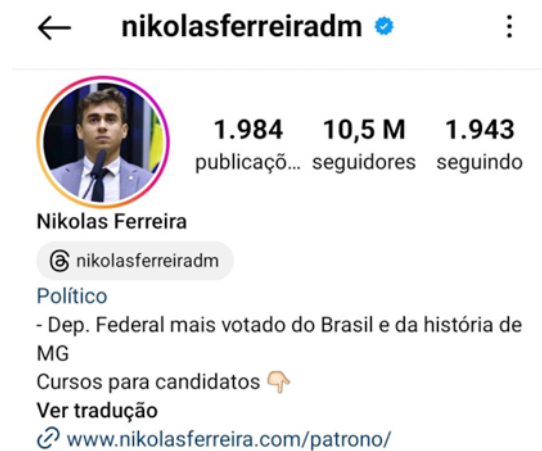 nikolasferreiradm
1.984 10,5 M 1.943
publicaçõ... seguidores seguindo
Nikolas Ferreira
nikolasferreiradm
Político
- Dep. Federal mais votado do Brasil e da história de
MG
Cursos para candidatos 👇🏻
Ver tradução
www.nikolasferreira.com/patrono/